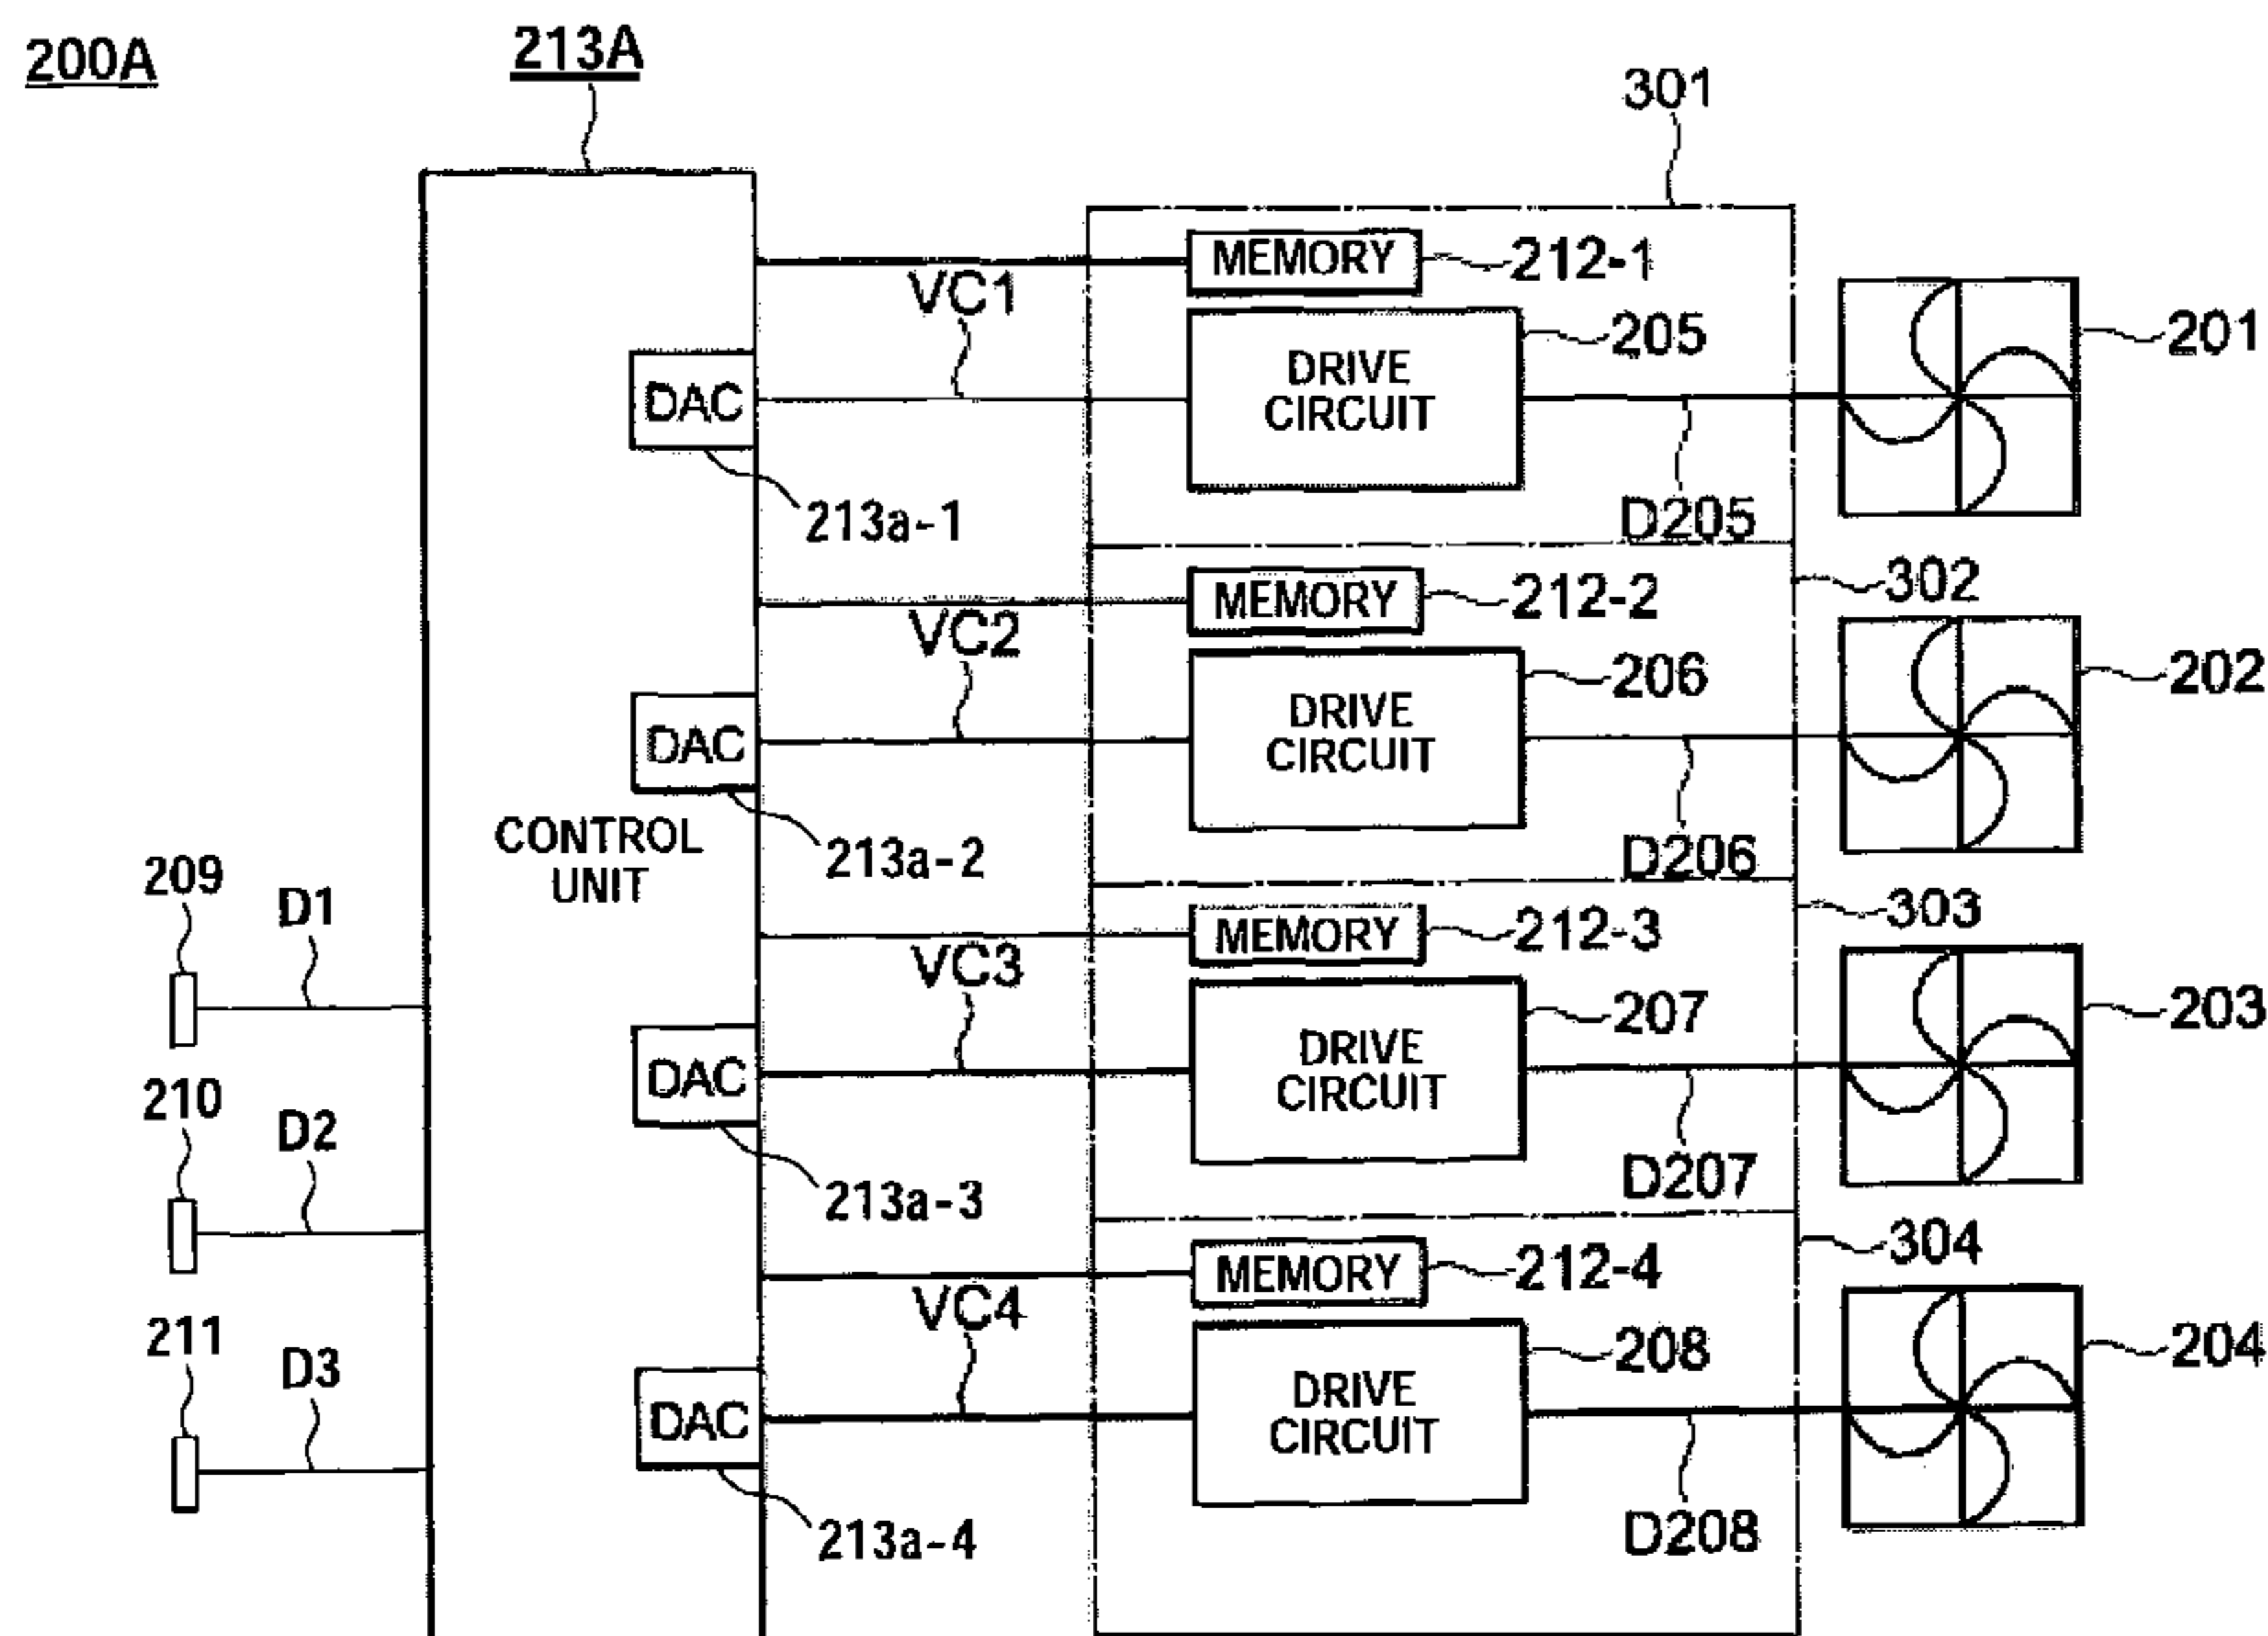 200A
213A
301
MEMORY
212-1
VC1
DRIVE
CIRCUIT
205
201
DAC
213a-1
D205
302
MEMORY
212-2
VC2
DRIVE
CIRCUIT
206
202
DAC
CONTROL
UNIT
213a-2
D206
209
D1
303
MEMORY
212-3
VC3
DRIVE
CIRCUIT
207
203
DAC
210
D2
213a-3
D207
304
MEMORY
212-4
VC4
211
D3
DRIVE
CIRCUIT
208
204
DAC
213a-4
D208